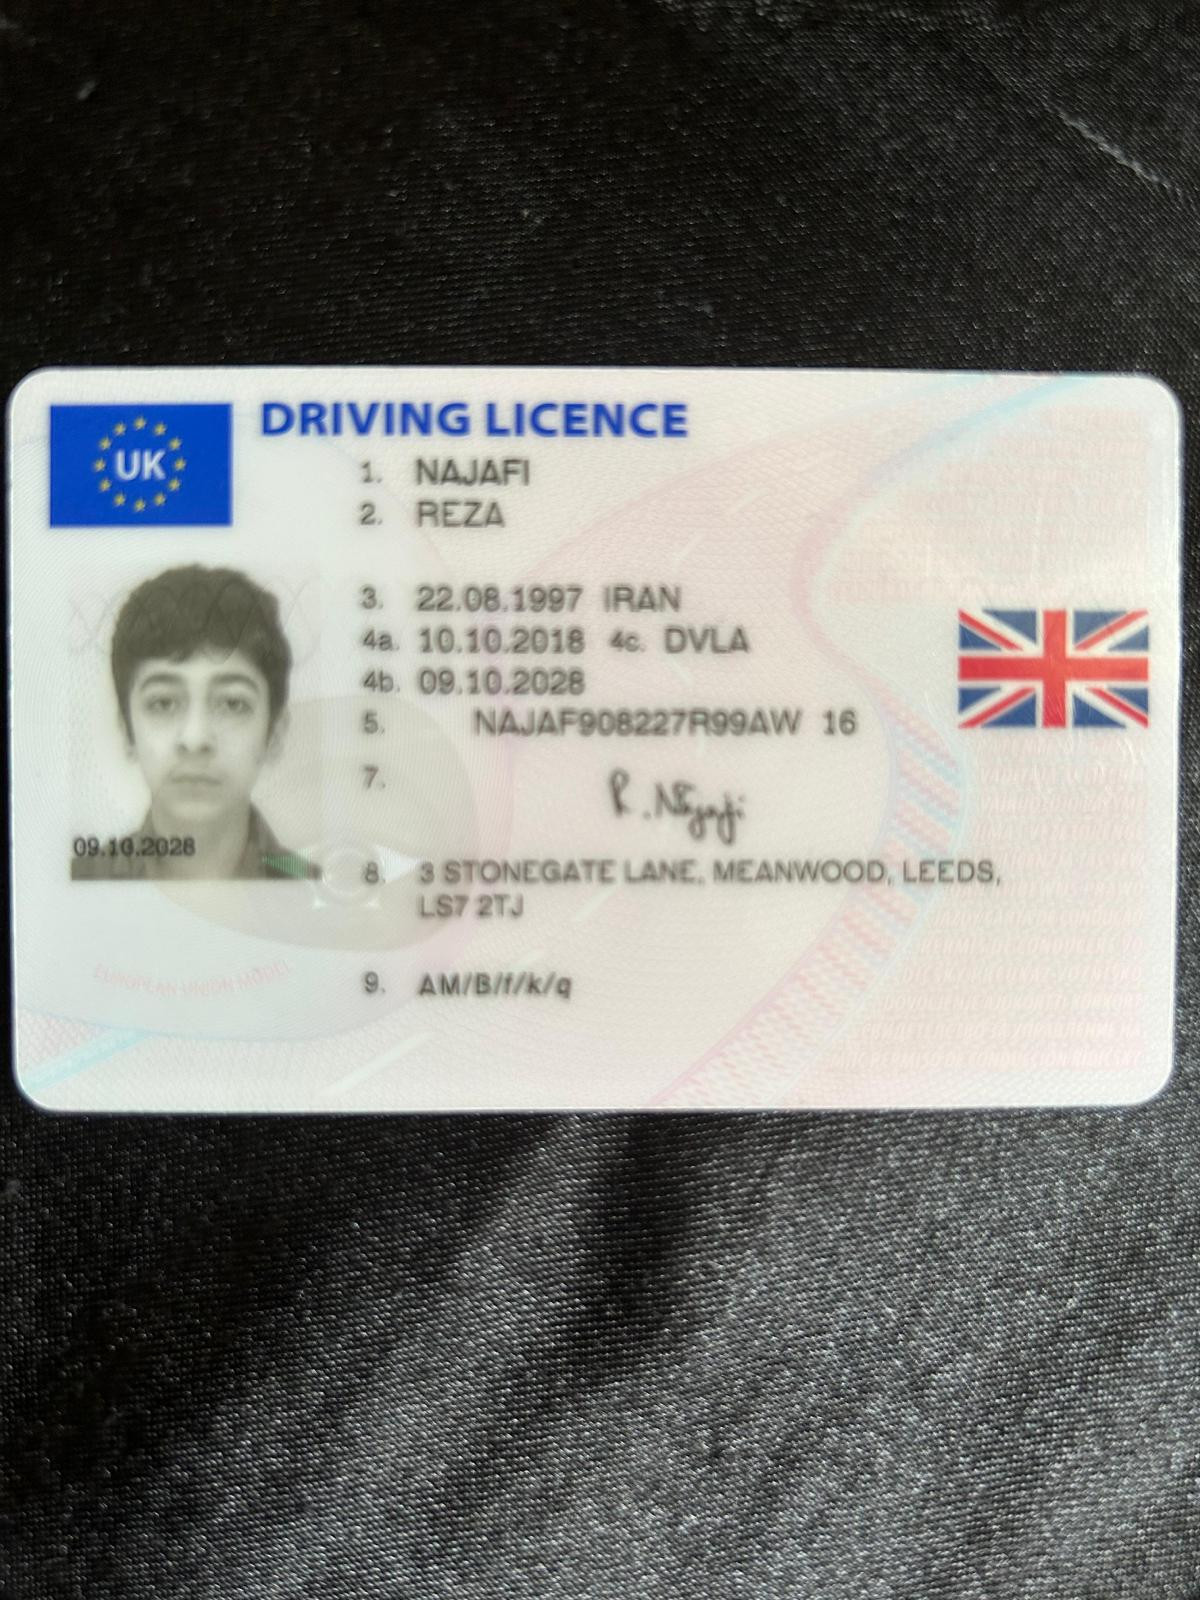 UK
DRIVING LICENCE
1. NAJAFI
2. REZA
3. 22.08.1997 IRAN
4a. 10.10.2018 4c. DVLA
4b. 09.10.2028
5. NAJAF908227R99AW 16
7. R. Najafi
09.10.2028
8. 3 STONEGATE LANE, MEANWOOD, LEEDS,
LS7 2TJ
EUROPEAN UNION MODEL
9. AM/B/f/k/q